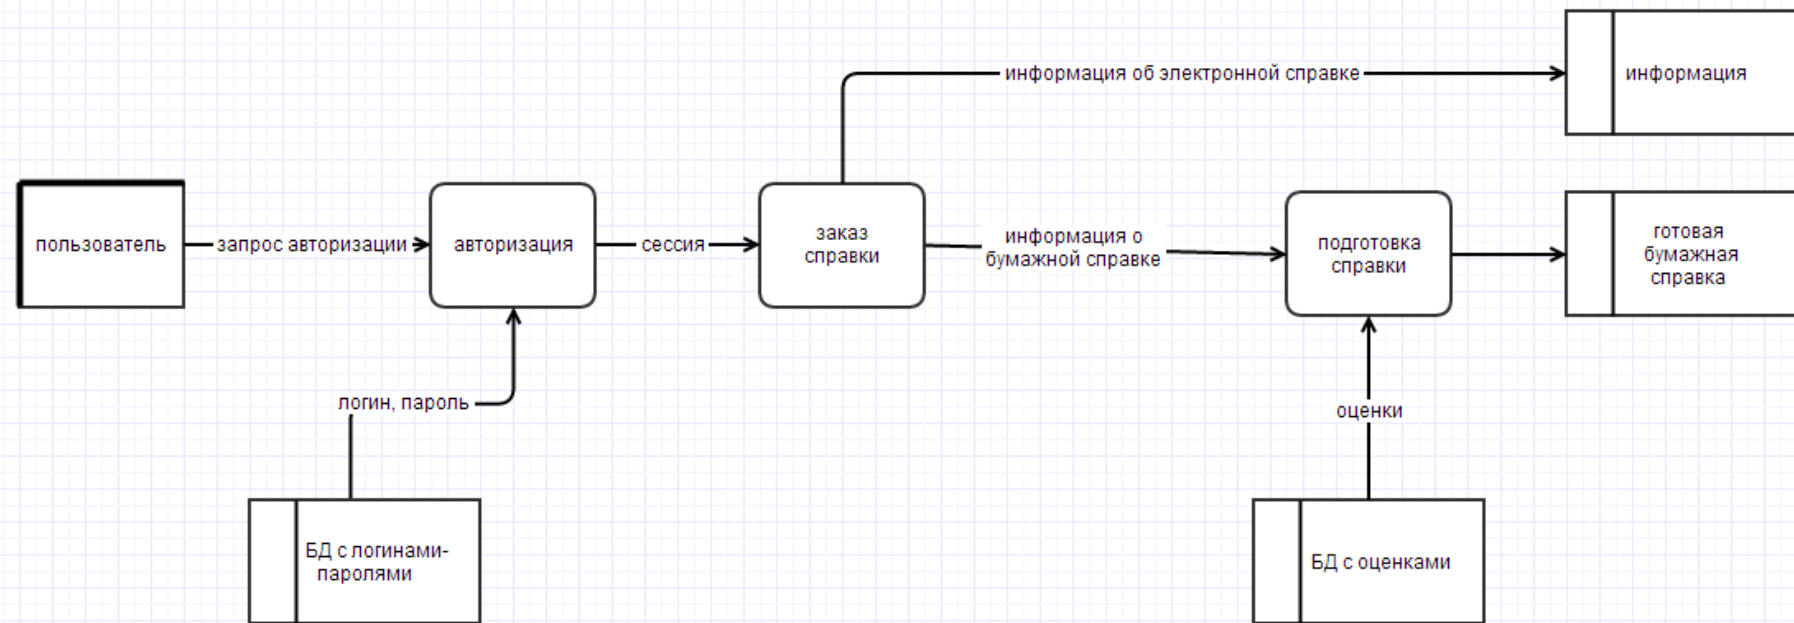 информация об электронной справке
информация
пользователь
запрос авторизации
авторизация
сессия
заказ
справки
информация о
бумажной справке
подготовка
справки
готовая
бумажная
справка
логин, пароль
оценки
БД с логинами-
паролями
БД с оценками